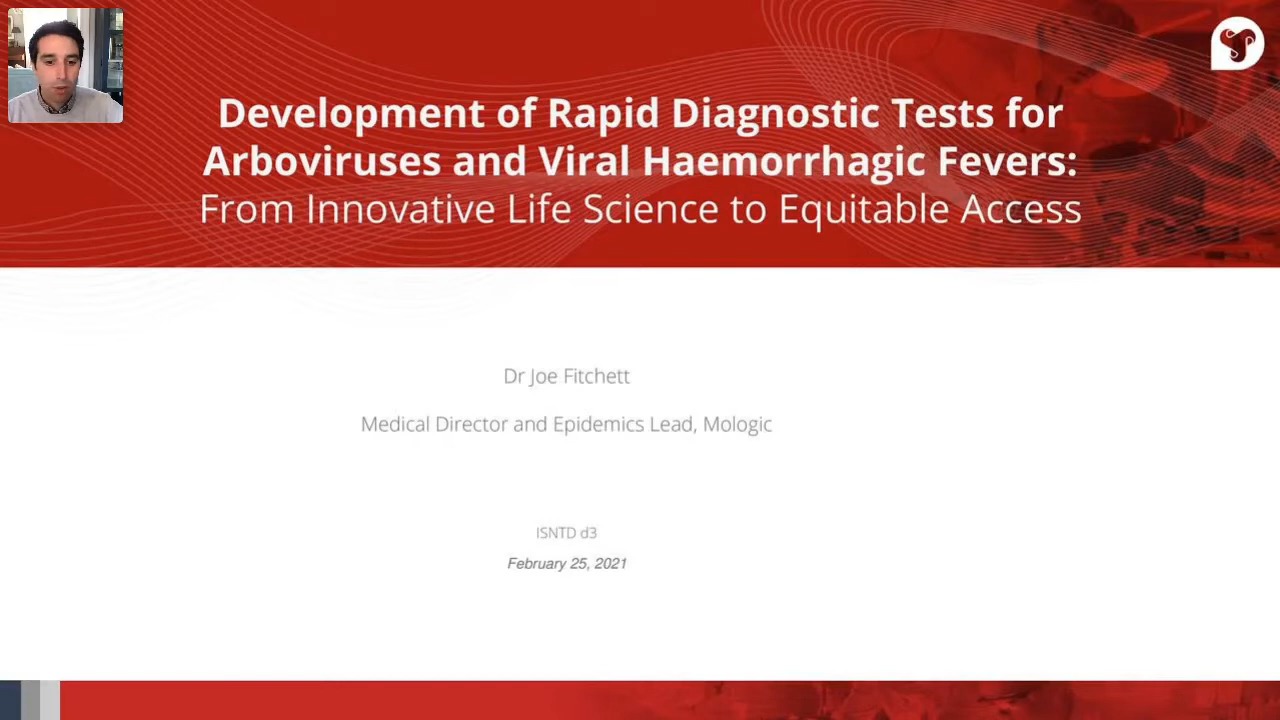 Development of Rapid Diagnostic Tests for
Arboviruses and Viral Haemorrhagic Fevers:
From Innovative Life Science to Equitable Access
Dr Joe Fitchett
Medical Director and Epidemics Lead, Mologic
ISNTD d3
February 25, 2021